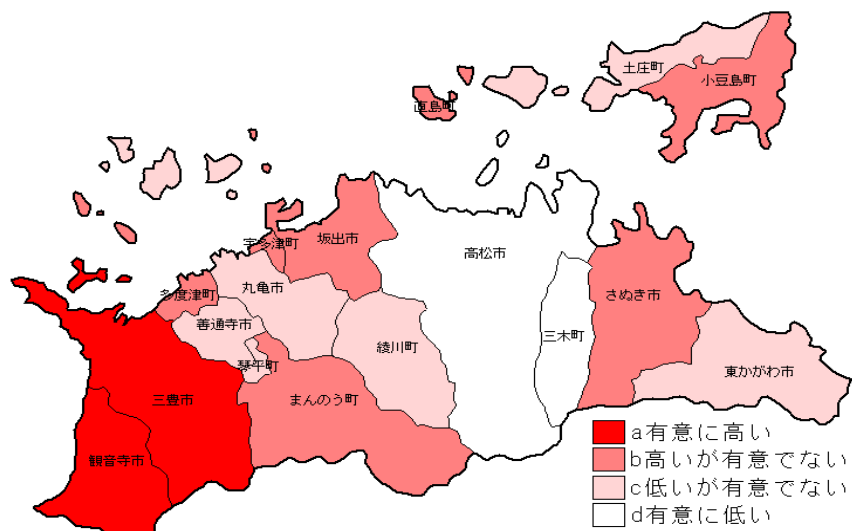 土庄町
小豆島町
直島町
宇多津町
坂出市
高松市
多度津町
丸亀市
さぬき市
善通寺市
三木町
綾川町
琴平町
東かがわ市
三豊市
まんのう町
観音寺市
a有意に高い
b高いが有意でない
c低いが有意でない
d有意に低い